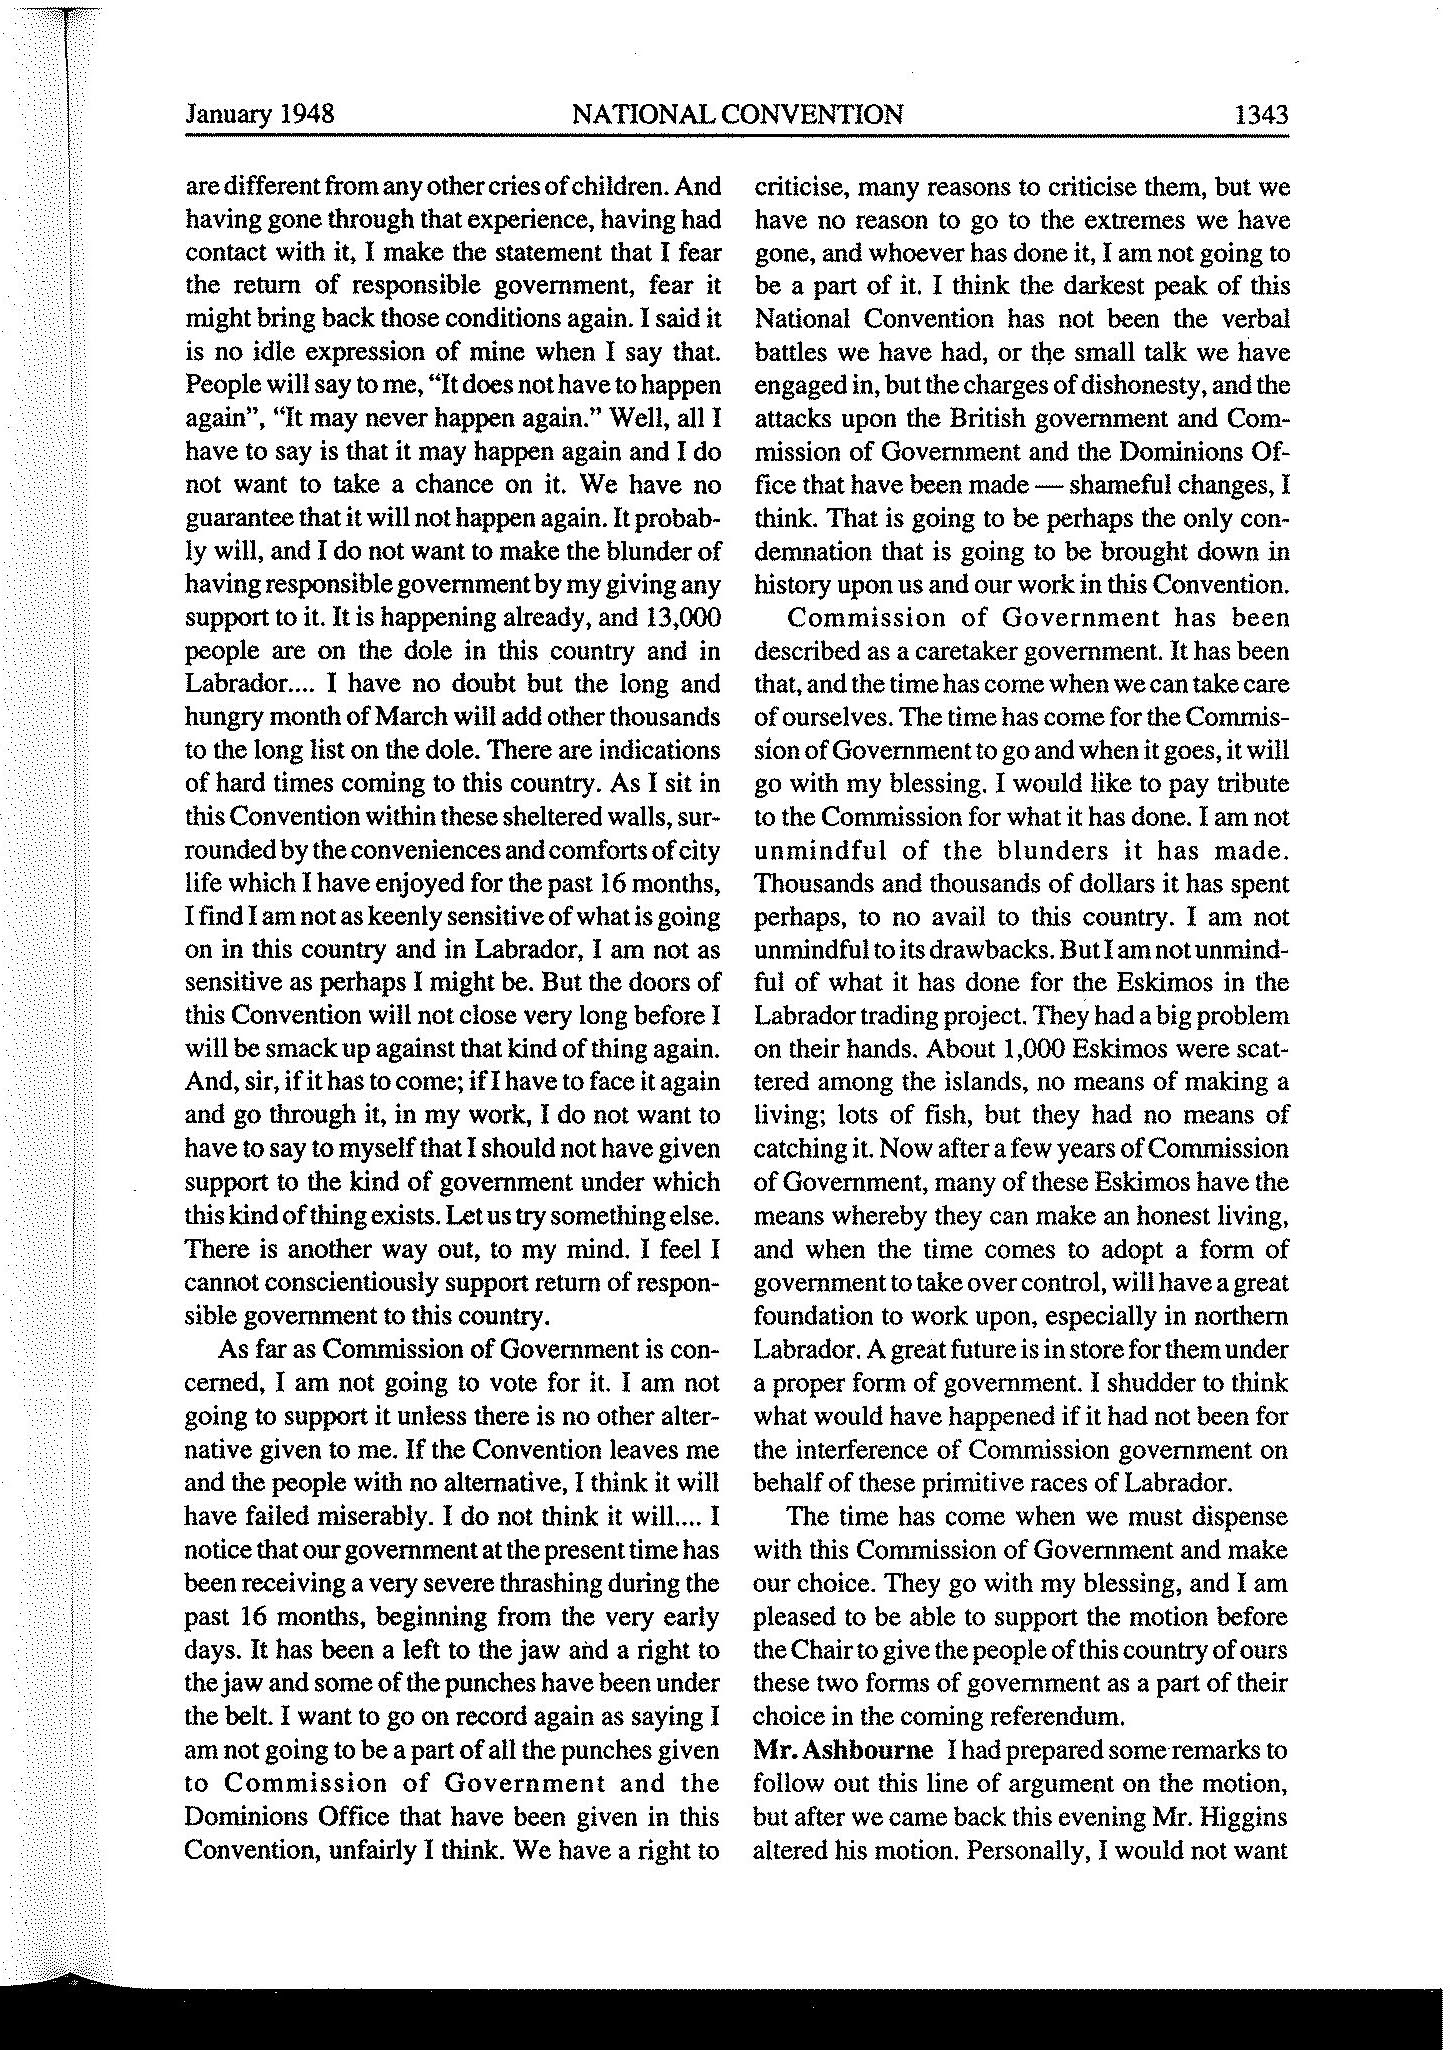 January 1948 NATIONAL CONVENTION 1343
are different from any other cries of children. And
having gone through that experience, having had
contact with it, I make the statement that I fear
the return of responsible government, fear it
might bring back those conditions again. I said it
is no idle expression of mine when I say that.
People will say to me, “It does not have to happen
again”, “It may never happen again.” Well, all I
have to say is that it may happen again and I do
not want to take a chance on it. We have no
guarantee that it will not happen again. It probab-
ly will, and I do not want to make the blunder of
having responsible government by my giving any
support to it. It is happening already, and 13,000
people are on the dole in this country and in
Labrador.... I have no doubt but the long and
hungry month of March will add other thousands
to the long list on the dole. There are indications
of hard times coming to this country. As I sit in
this Convention within these sheltered walls, sur-
rounded by the conveniences and comforts of city
life which I have enjoyed for the past 16 months,
I find I am not as keenly sensitive of what is going
on in this country and in Labrador, I am not as
sensitive as perhaps I might be. But the doors of
this Convention will not close very long before I
will be smack up against that kind of thing again.
And, sir, if it has to come; if I have to face it again
and go through it, in my work, I do not want to
have to say to myself that I should not have given
support to the kind of government under which
this kind of thing exists. Let us try something else.
There is another way out, to my mind. I feel I
cannot conscientiously support return of respon-
sible government to this country.
As far as Commission of Government is con-
cerned, I am not going to vote for it. I am not
going to support it unless there is no other alter-
native given to me. If the Convention leaves me
and the people with no alternative, I think it will
have failed miserably. I do not think it will.... I
notice that our government at the present time has
been receiving a very severe thrashing during the
past 16 months, beginning from the very early
days. It has been a left to the jaw and a right to
the jaw and some of the punches have been under
the belt. I want to go on record again as saying I
am not going to be a part of all the punches given
to Commission of Government and the
Dominions Office that have been given in this
Convention, unfairly I think. We have a right to
criticise, many reasons to criticise them, but we
have no reason to go to the extremes we have
gone, and whoever has done it, I am not going to
be a part of it. I think the darkest peak of this
National Convention has not been the verbal
battles we have had, or the small talk we have
engaged in, but the charges of dishonesty, and the
attacks upon the British government and Com-
mission of Government and the Dominions Of-
fice that have been made — shameful changes, I
think. That is going to be perhaps the only con-
demnation that is going to be brought down in
history upon us and our work in this Convention.
Commission of Government has been
described as a caretaker government. It has been
that, and the time has come when we can take care
of ourselves. The time has come for the Commis-
sion of Government to go and when it goes, it will
go with my blessing. I would like to pay tribute
to the Commission for what it has done. I am not
unmindful of the blunders it has made.
Thousands and thousands of dollars it has spent
perhaps, to no avail to this country. I am not
unmindful to its drawbacks. But I am not unmind-
ful of what it has done for the Eskimos in the
Labrador trading project. They had a big problem
on their hands. About 1,000 Eskimos were scat-
tered among the islands, no means of making a
living; lots of fish, but they had no means of
catching it. Now after a few years of Commission
of Government, many of these Eskimos have the
means whereby they can make an honest living,
and when the time comes to adopt a form of
government to take over control, will have a great
foundation to work upon, especially in northern
Labrador. A great future is in store for them under
a proper form of government. I shudder to think
what would have happened if it had not been for
the interference of Commission government on
behalf of these primitive races of Labrador.
The time has come when we must dispense
with this Commission of Government and make
our choice. They go with my blessing, and I am
pleased to be able to support the motion before
the Chair to give the people of this country of ours
these two forms of government as a part of their
choice in the coming referendum.
Mr. Ashbourne I had prepared some remarks to
follow out this line of argument on the motion,
but after we came back this evening Mr. Higgins
altered his motion. Personally, I would not want